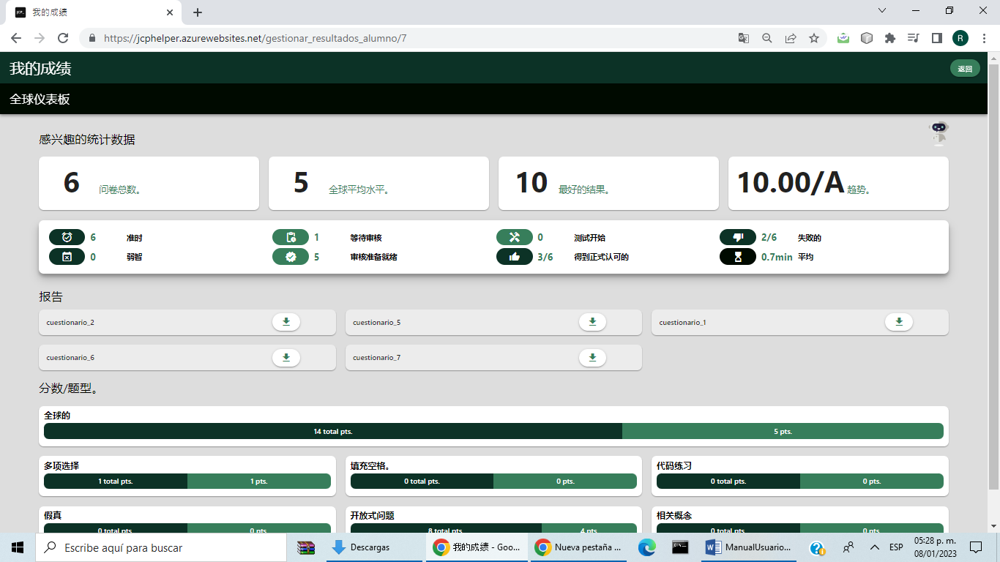 我的成绩
https://jcphelper.azurewebsites.net/gestionar_resultados_alumno/7
R
我的成绩
返回
全球仪表板
感兴趣的统计数据
6 问卷总数。
5 全球平均水平。
10 最好的结果。
10.00/A 趋势。
6 准时
1 等待审核
0 测试开始
2/6 失败的
0 弱智
5 审核准备就绪
3/6 得到正式认可的
0.7min 平均
报告
cuestionario_2
cuestionario_5
cuestionario_1
cuestionario_6
cuestionario_7
分数/题型。
全球的
14 total pts. 5 pts.
多项选择
1 total pts. 1 pts.
填充空格。
0 total pts. 0 pts.
代码练习
0 total pts. 0 pts.
假真
0 total pts. 0 pts.
开放式问题
8 total pts. 4 pts.
相关概念
0 total pts. 0 pts.
Escribe aquí para buscar
Descargas
我的成绩 - Goo...
Nueva pestaña ...
ManualUsuario...
ESP
05:28 p. m.
08/01/2023